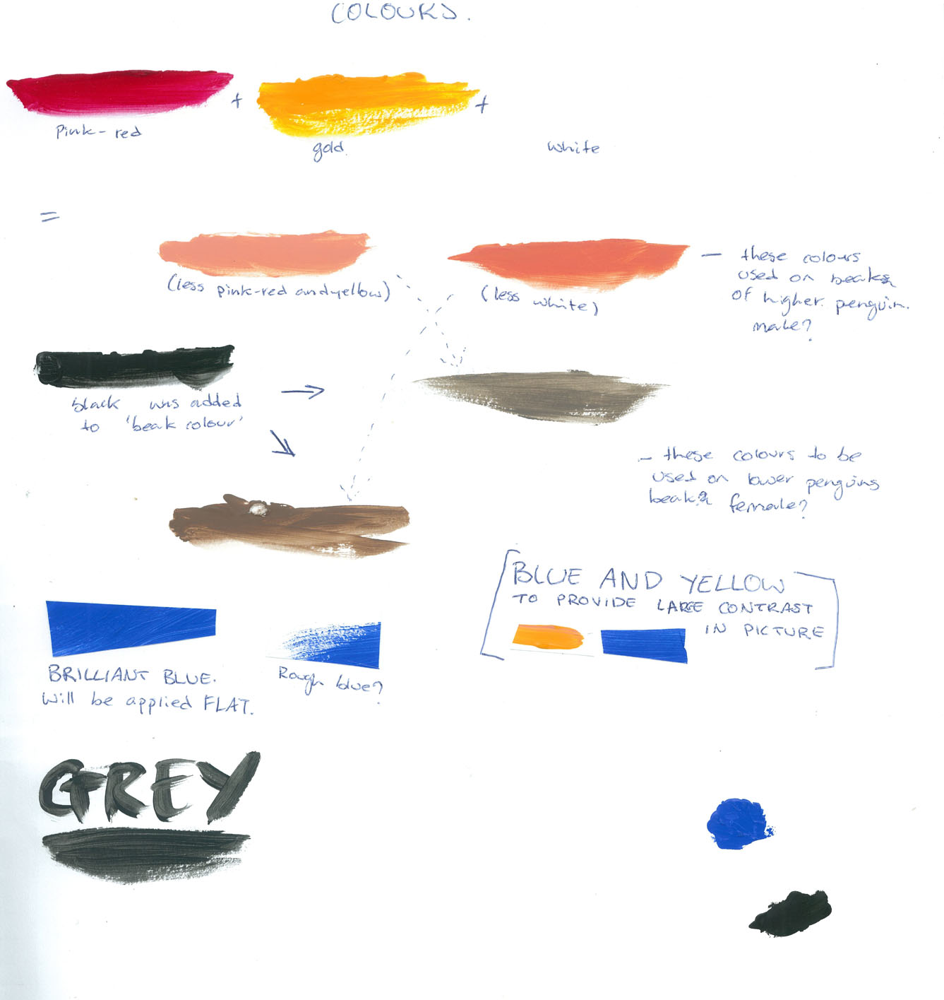 COLOURS.
+
+
Pink-red
gold.
white
=
(less pink-red and yellow)
(less white)
— these colours
used on beaks
of higher penguin.
male?
black was added
to 'beak colour'
- these colours to be
used on lower penguins
beak? female?
[BLUE AND YELLOW
TO PROVIDE LARGE CONTRAST
IN PICTURE]
BRILLIANT BLUE.
Will be applied FLAT.
Rough blue?
GREY